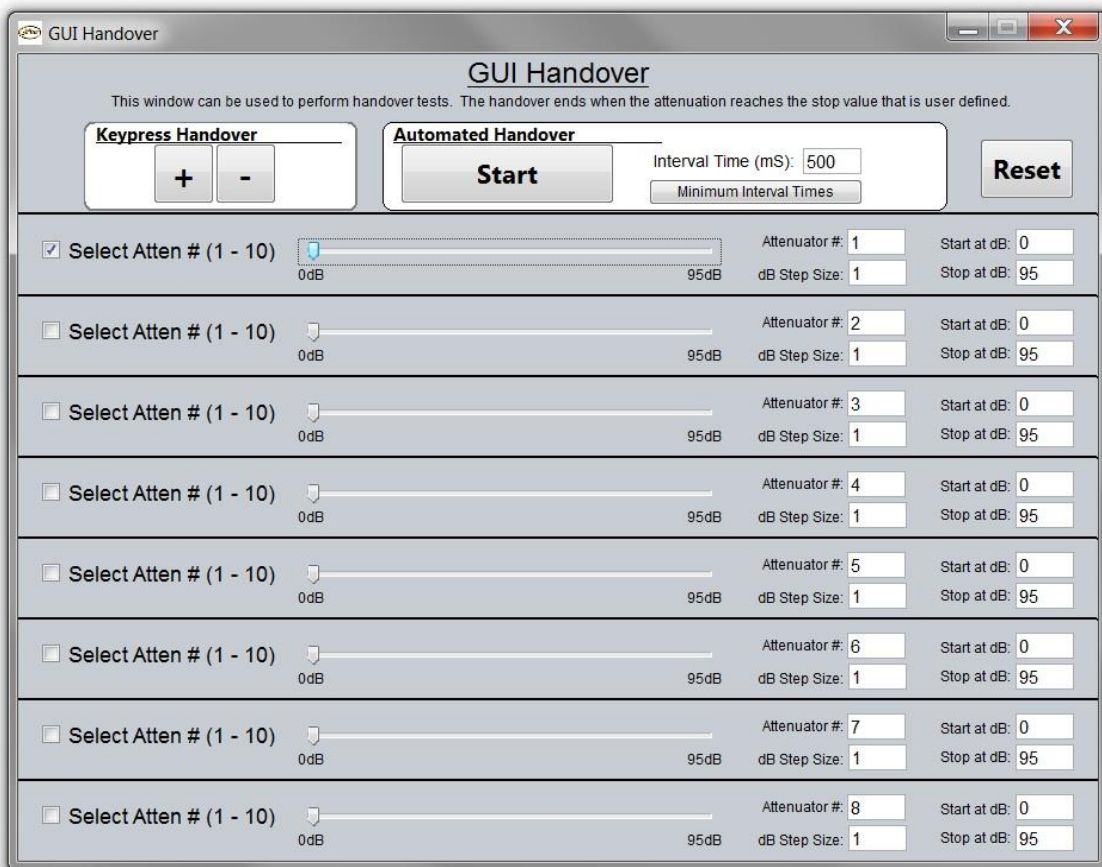 GUI Handover
GUI Handover
This window can be used to perform handover tests. The handover ends when the attenuation reaches the stop value that is user defined.
Keypress Handover
+ -
Automated Handover
Start
Interval Time (mS): 500
Minimum Interval Times
Reset
Select Atten # (1 - 10)
0dB 95dB
Attenuator #: 1 Start at dB: 0
dB Step Size: 1 Stop at dB: 95
Select Atten # (1 - 10)
0dB 95dB
Attenuator #: 2 Start at dB: 0
dB Step Size: 1 Stop at dB: 95
Select Atten # (1 - 10)
0dB 95dB
Attenuator #: 3 Start at dB: 0
dB Step Size: 1 Stop at dB: 95
Select Atten # (1 - 10)
0dB 95dB
Attenuator #: 4 Start at dB: 0
dB Step Size: 1 Stop at dB: 95
Select Atten # (1 - 10)
0dB 95dB
Attenuator #: 5 Start at dB: 0
dB Step Size: 1 Stop at dB: 95
Select Atten # (1 - 10)
0dB 95dB
Attenuator #: 6 Start at dB: 0
dB Step Size: 1 Stop at dB: 95
Select Atten # (1 - 10)
0dB 95dB
Attenuator #: 7 Start at dB: 0
dB Step Size: 1 Stop at dB: 95
Select Atten # (1 - 10)
0dB 95dB
Attenuator #: 8 Start at dB: 0
dB Step Size: 1 Stop at dB: 95